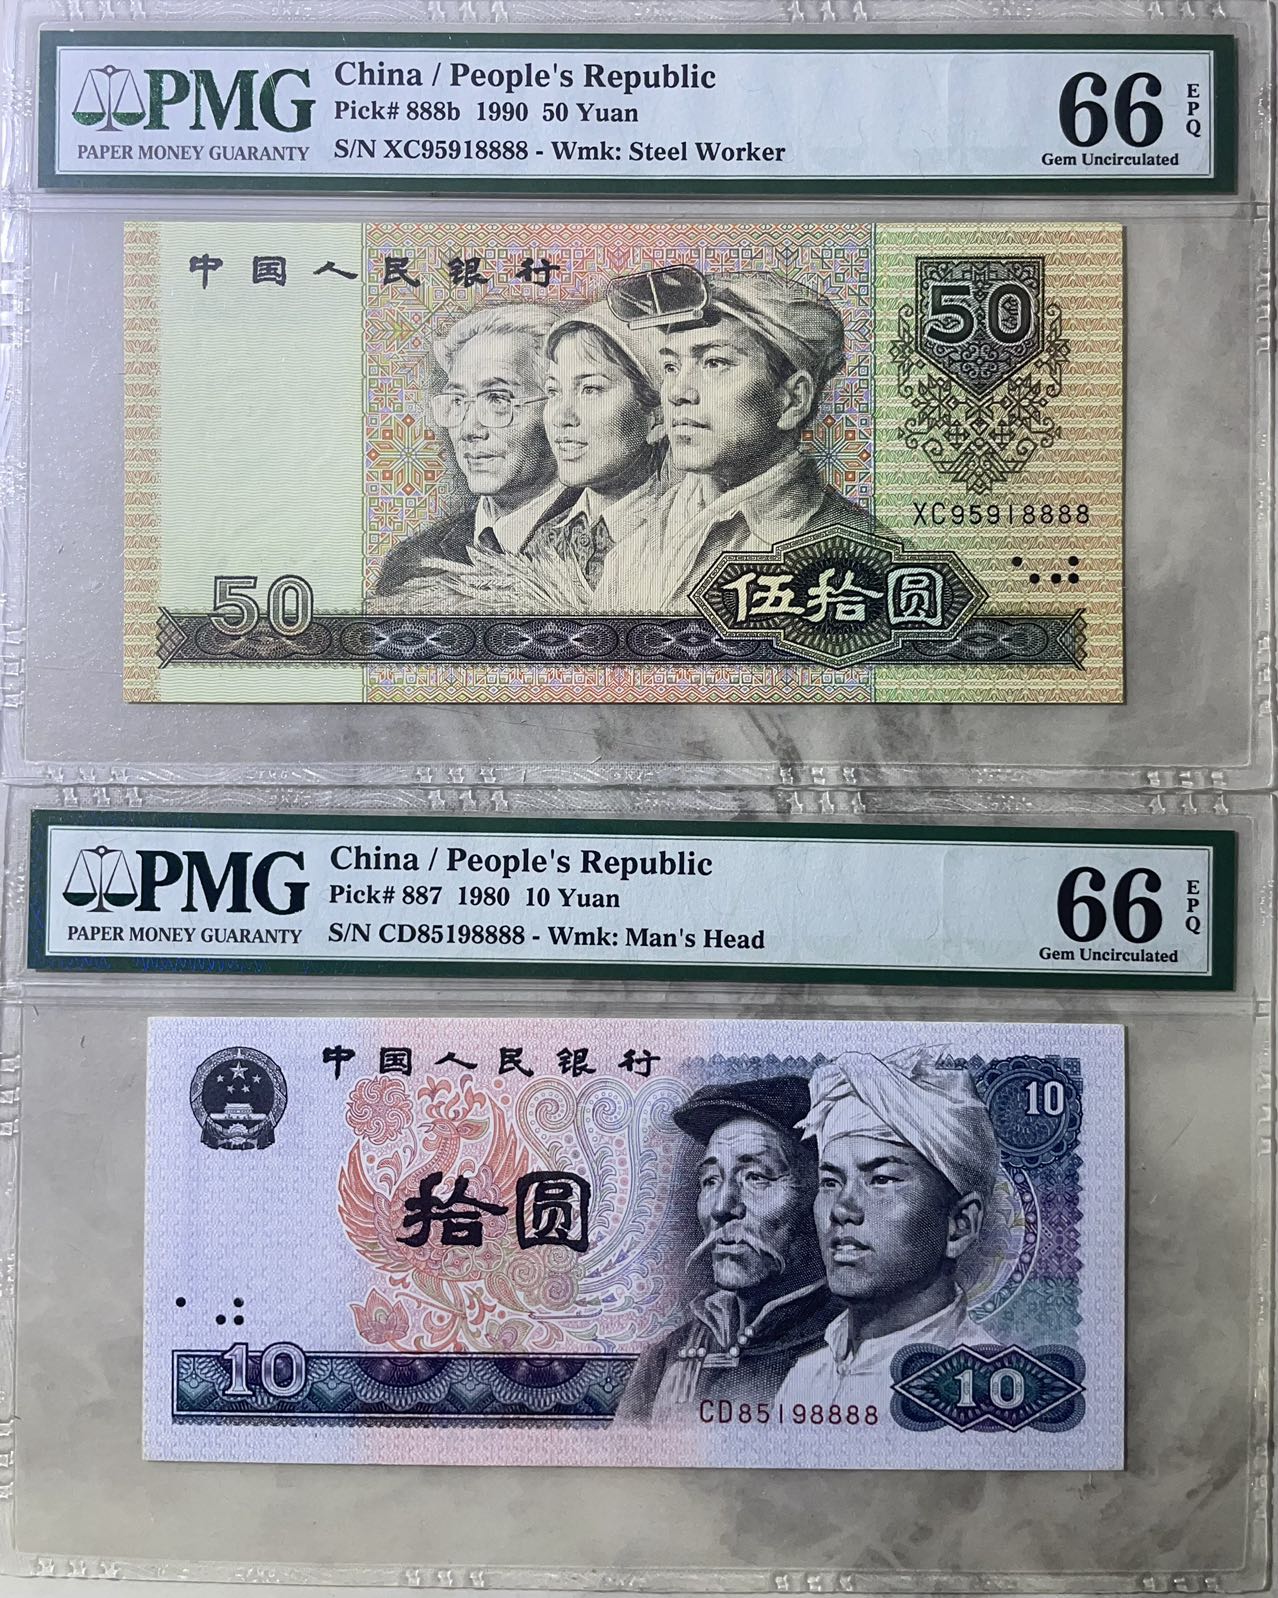 PMG
PAPER MONEY GUARANTY
China / People's Republic
Pick# 888b 1990 50 Yuan
S/N XC95918888 - Wmk: Steel Worker
66
EPQ
Gem Uncirculated
中国人民银行
50
XC95918888
50
伍拾圆
PMG
PAPER MONEY GUARANTY
China / People's Republic
Pick# 887 1980 10 Yuan
S/N CD85198888 - Wmk: Man's Head
66
EPQ
Gem Uncirculated
中国人民银行
10
拾圆
10
CD85198888
10